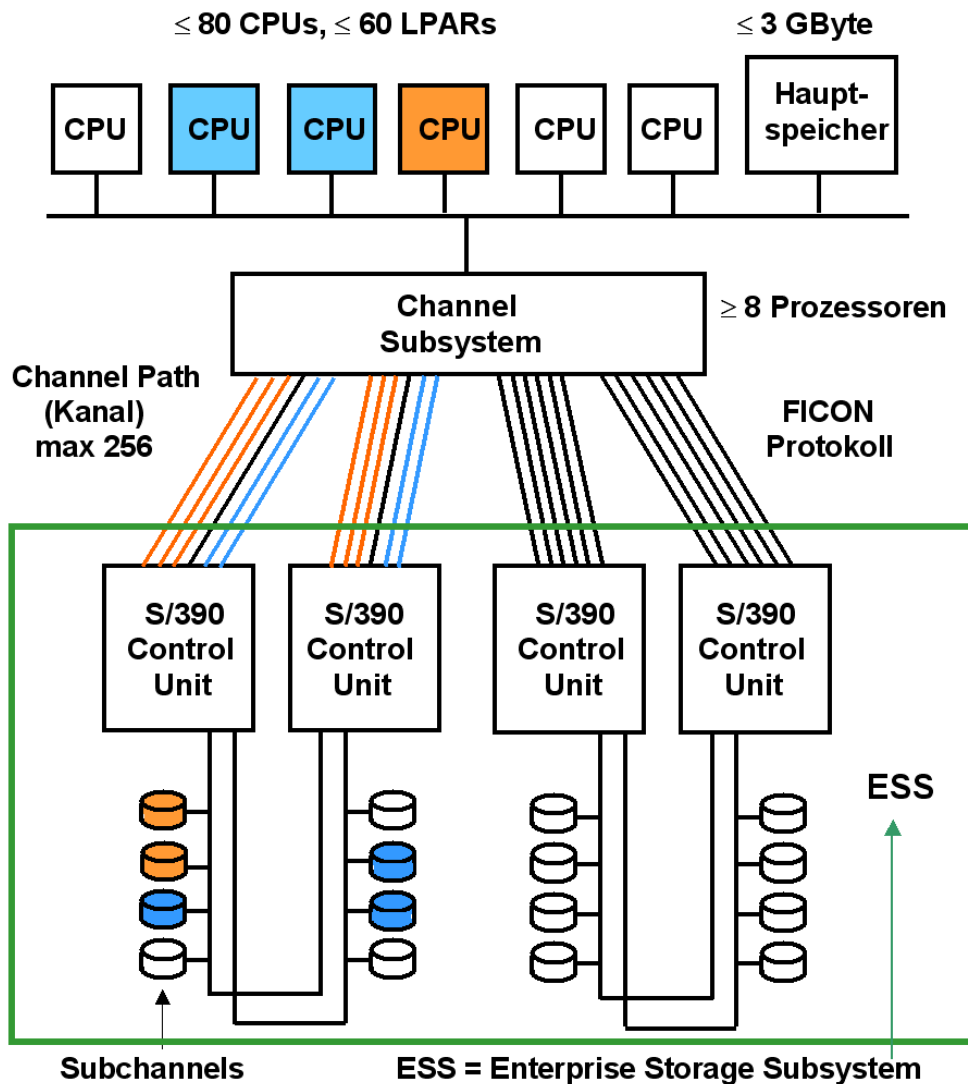 ≤ 80 CPUs, ≤ 60 LPARs
≤ 3 GByte
CPU
CPU
CPU
CPU
CPU
CPU
Haupt-
speicher
Channel
Subsystem
≥ 8 Prozessoren
Channel Path
(Kanal)
max 256
FICON
Protokoll
S/390
Control
Unit
S/390
Control
Unit
S/390
Control
Unit
S/390
Control
Unit
ESS
Subchannels
ESS = Enterprise Storage Subsystem